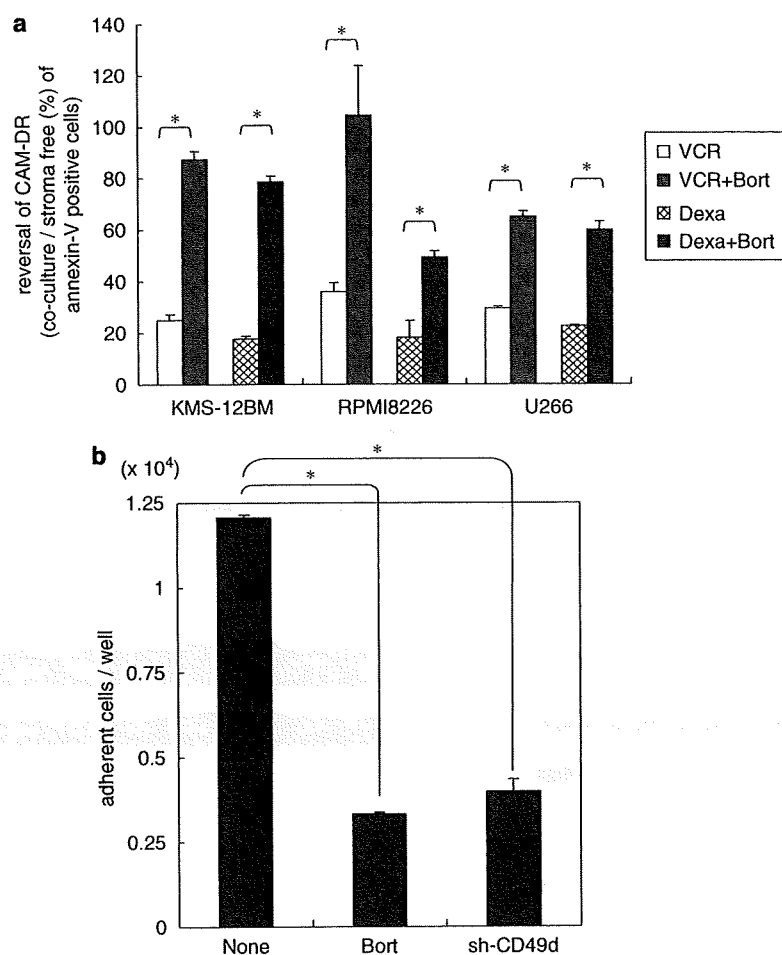 a
140
120
100
80
60
40
20
0
reversal of CAM-DR
(co-culture / stroma free (%) of
annexin-V positive cells)
* * * * * *
KMS-12BM RPMI8226 U266
VCR
VCR+Bort
Dexa
Dexa+Bort
b
(x 10⁴)
* *
1.25
1
0.75
0.5
0.25
0
adherent cells / well
None Bort sh-CD49d